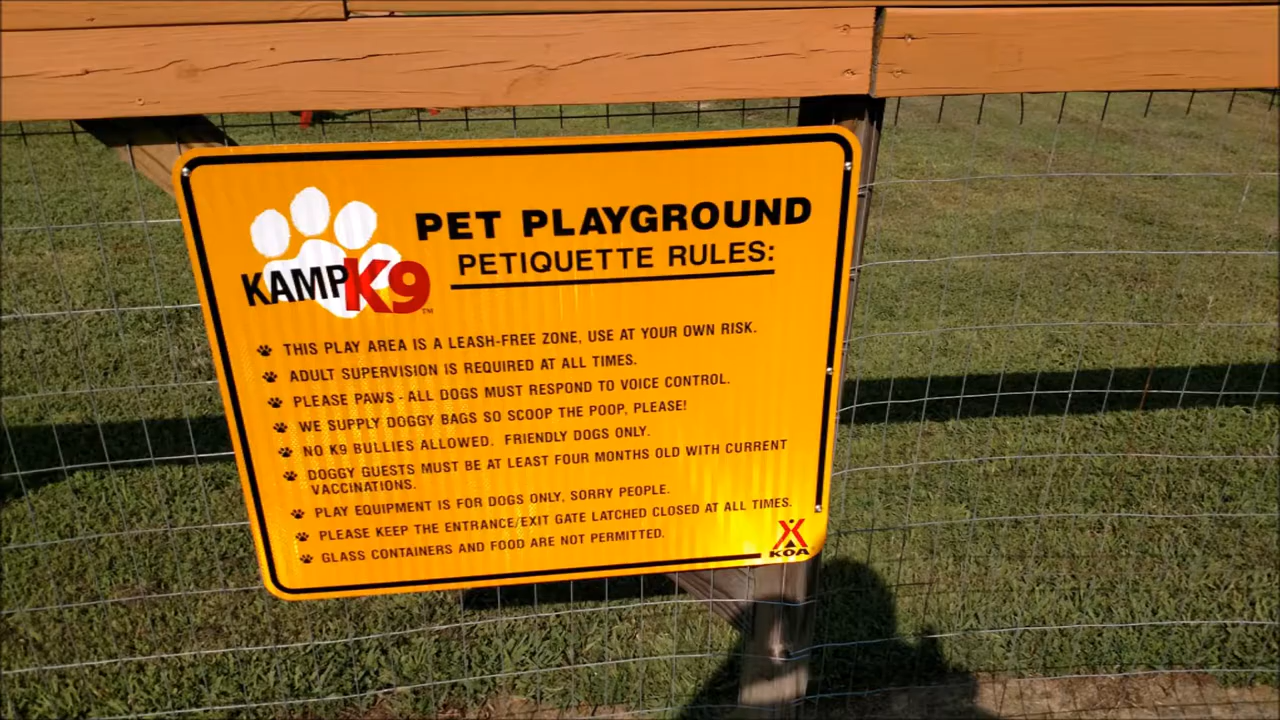 PET PLAYGROUND
PETIQUETTE RULES:
KAMPK9™
THIS PLAY AREA IS A LEASH-FREE ZONE, USE AT YOUR OWN RISK.
ADULT SUPERVISION IS REQUIRED AT ALL TIMES.
PLEASE PAWS - ALL DOGS MUST RESPOND TO VOICE CONTROL.
WE SUPPLY DOGGY BAGS SO SCOOP THE POOP, PLEASE!
NO K9 BULLIES ALLOWED. FRIENDLY DOGS ONLY.
DOGGY GUESTS MUST BE AT LEAST FOUR MONTHS OLD WITH CURRENT
VACCINATIONS.
PLAY EQUIPMENT IS FOR DOGS ONLY, SORRY PEOPLE.
PLEASE KEEP THE ENTRANCE/EXIT GATE LATCHED CLOSED AT ALL TIMES.
GLASS CONTAINERS AND FOOD ARE NOT PERMITTED.
KOA